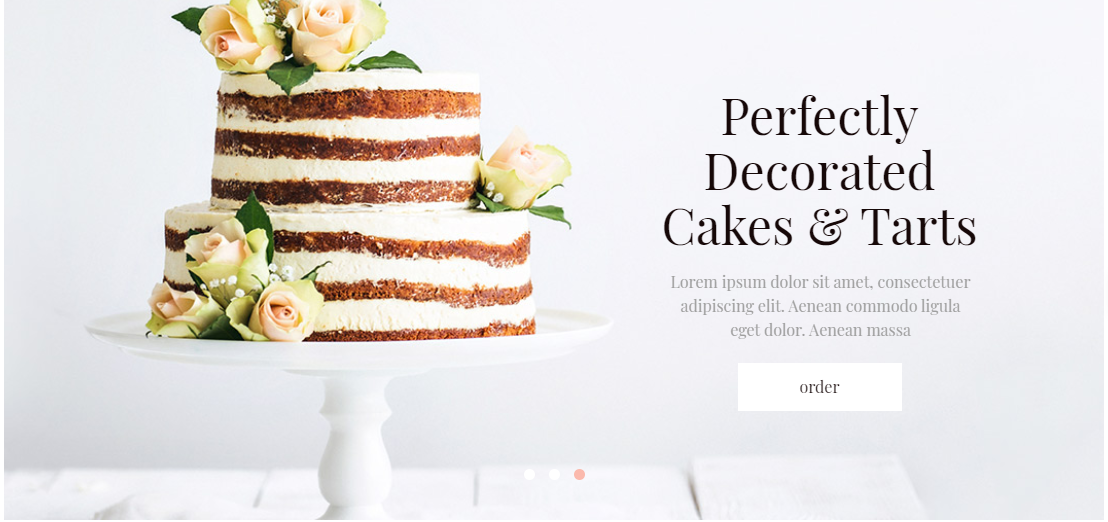 Perfectly
Decorated
Cakes & Tarts
Lorem ipsum dolor sit amet, consectetuer
adipiscing elit. Aenean commodo ligula
eget dolor. Aenean massa
order